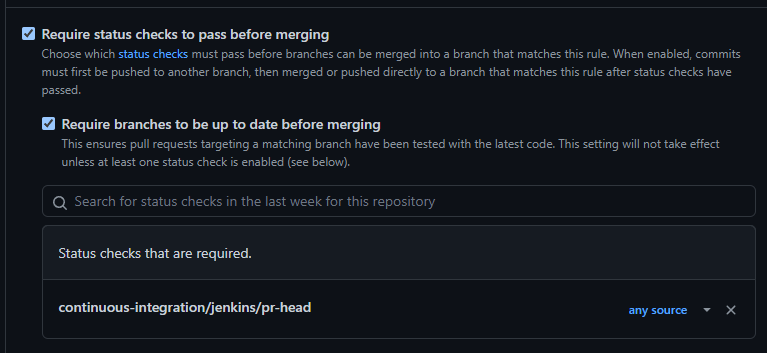 Require status checks to pass before merging
Choose which status checks must pass before branches can be merged into a branch that matches this rule. When enabled, commits
must first be pushed to another branch, then merged or pushed directly to a branch that matches this rule after status checks have
passed.
Require branches to be up to date before merging
This ensures pull requests targeting a matching branch have been tested with the latest code. This setting will not take effect
unless at least one status check is enabled (see below).
Search for status checks in the last week for this repository
Status checks that are required.
continuous-integration/jenkins/pr-head any source